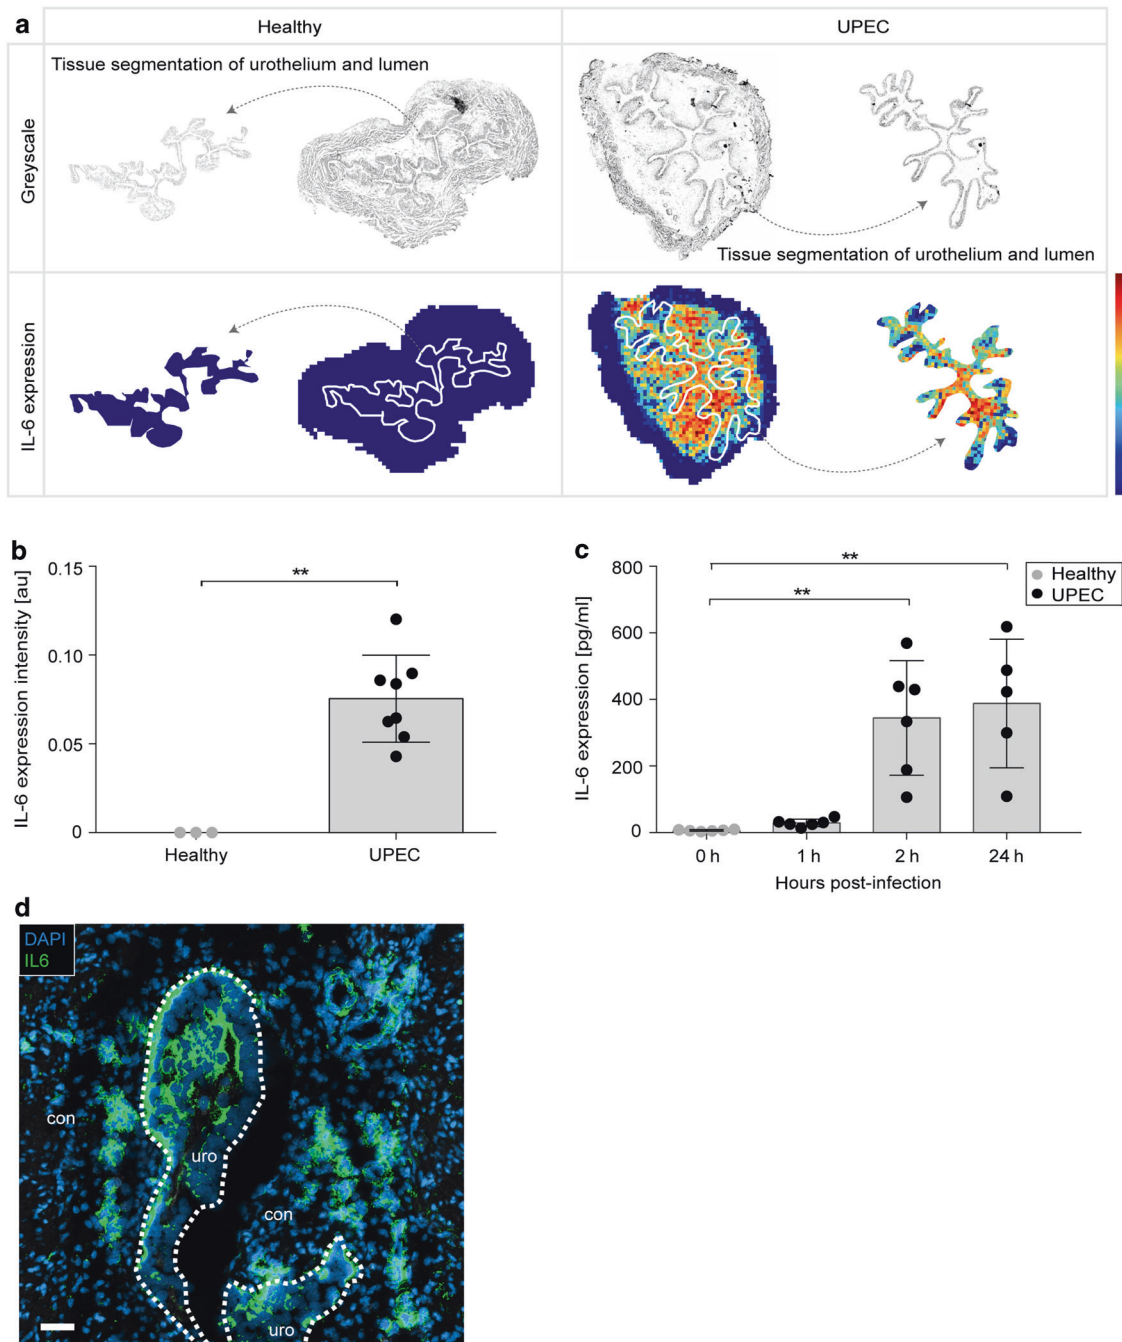 a
Healthy
UPEC
Greyscale
Tissue segmentation of urothelium and lumen
Tissue segmentation of urothelium and lumen
IL-6 expression
b
IL-6 expression intensity [au]
0.15
0.10
0.05
0
**
Healthy
UPEC
c
IL-6 expression [pg/ml]
800
600
400
200
0
**
**
Healthy
UPEC
0 h
1 h
2 h
24 h
Hours post-infection
d
DAPI
IL6
con
uro
con
uro